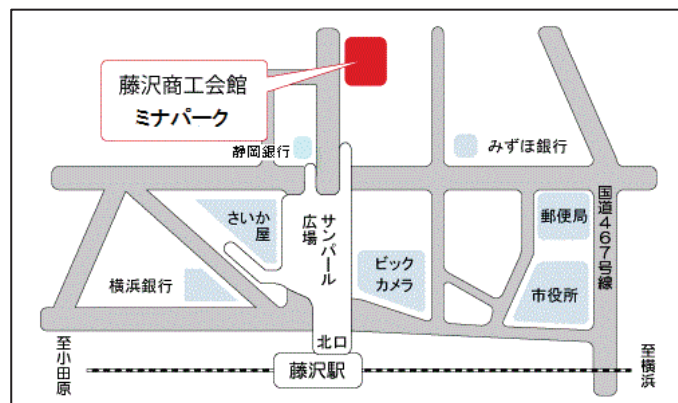 藤沢商工会館
ミナパーク
静岡銀行
みずほ銀行
さいか
屋
サンパール
広場
ビック
カメラ
郵便局
国道467号線
横浜銀行
市役所
北口
藤沢駅
至小田原
至横浜